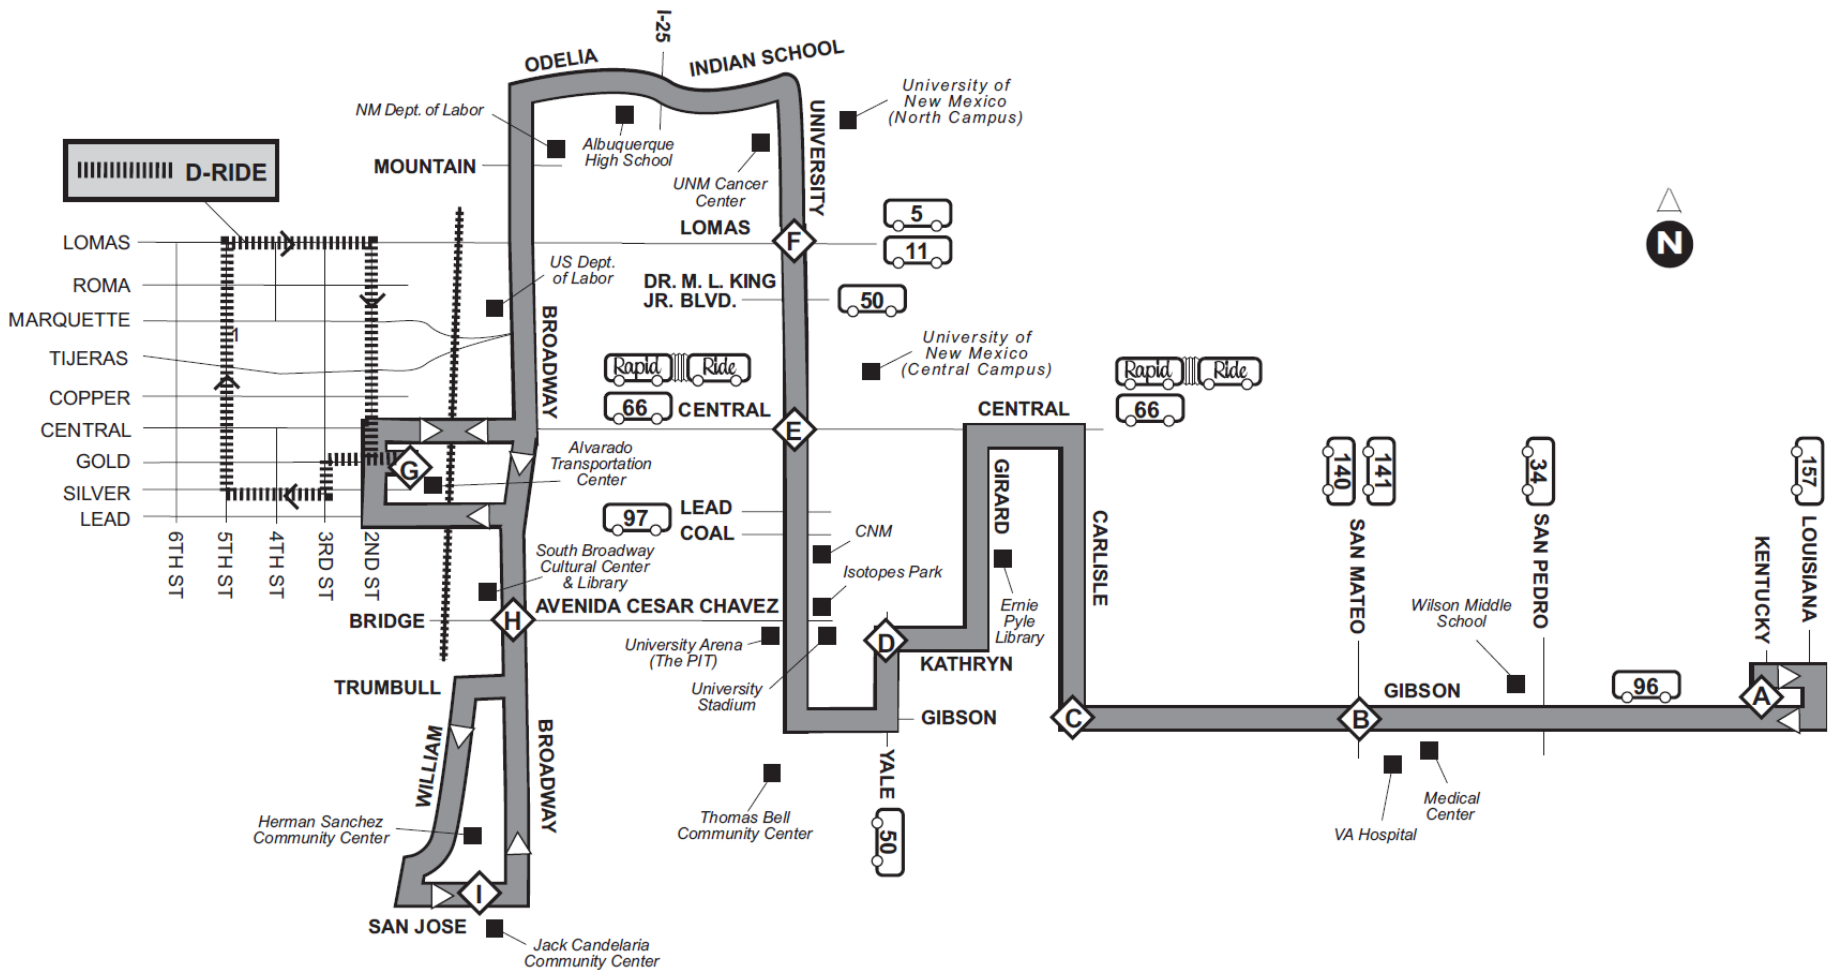 I-25
ODELIA
INDIAN SCHOOL
University of
New Mexico
(North Campus)
NM Dept. of Labor
Albuquerque
High School
UNIVERSITY
D-RIDE
MOUNTAIN
UNM Cancer
Center
5
LOMAS
LOMAS
F
11
N
US Dept.
of Labor
DR. M. L. KING
JR. BLVD.
50
ROMA
MARQUETTE
1
BROADWAY
University of
New Mexico
(Central Campus)
TIJERAS
Rapid Ride
Rapid Ride
COPPER
66
CENTRAL
CENTRAL
66
CENTRAL
E
GOLD
G
Alvarado
Transportation
Center
GIRARD
140
141
34
157
SILVER
LEAD
97
LEAD
COAL
CNM
CARLISLE
SAN MATEO
SAN PEDRO
KENTUCKY
LOUISIANA
6TH ST
5TH ST
4TH ST
3RD ST
2ND ST
South Broadway
Cultural Center
& Library
Isotopes Park
BRIDGE
H
AVENIDA CESAR CHAVEZ
Ernie
Pyle
Library
Wilson Middle
School
University Arena
(The PIT)
D
KATHRYN
TRUMBULL
University
Stadium
GIBSON
C
B
GIBSON
96
A
WILLIAM
BROADWAY
YALE
Thomas Bell
Community Center
50
Medical
Center
VA Hospital
Herman Sanchez
Community Center
I
SAN JOSE
Jack Candelaria
Community Center